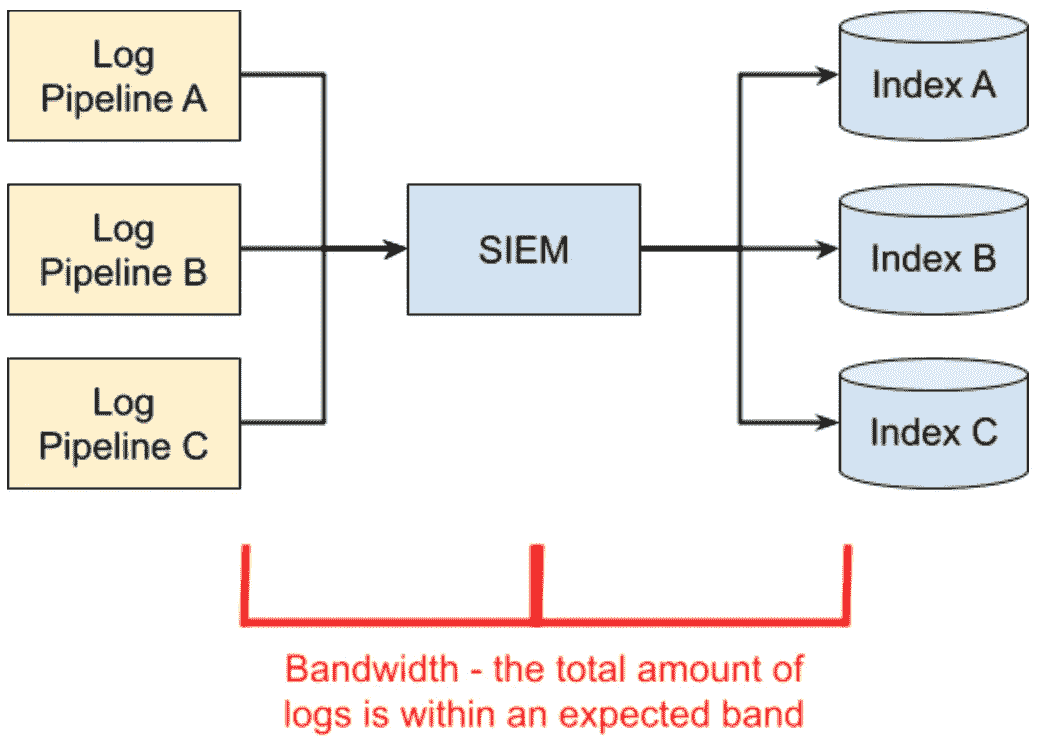 Log
Pipeline A
Index A
Log
Pipeline B
SIEM
Index B
Log
Pipeline C
Index C
Bandwidth - the total amount of
logs is within an expected band